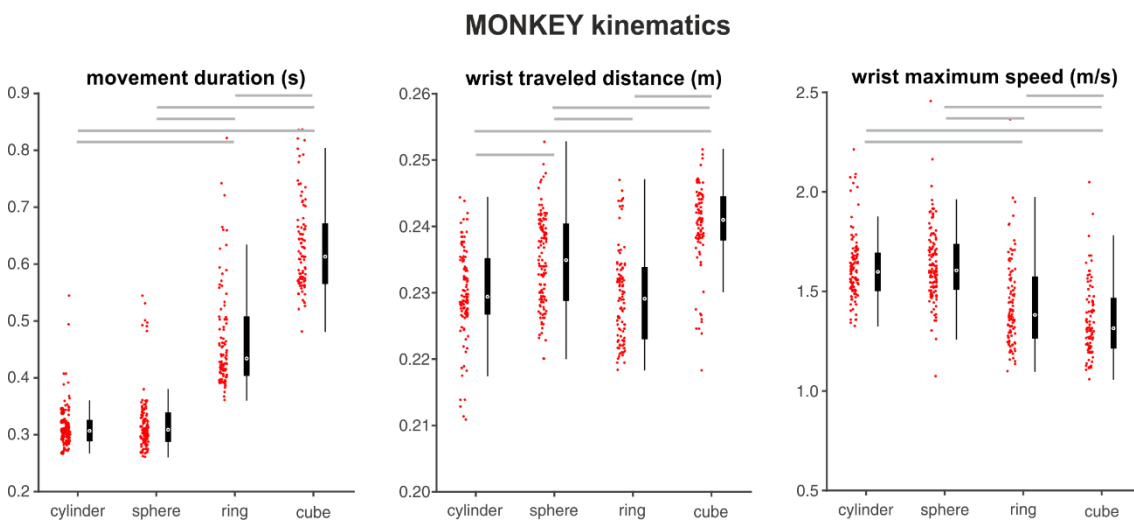 MONKEY kinematics
movement duration (s)
0.9
0.8
0.7
0.6
0.5
0.4
0.3
0.2
cylinder sphere ring cube
wrist traveled distance (m)
0.26
0.25
0.24
0.23
0.22
0.21
0.20
cylinder sphere ring cube
wrist maximum speed (m/s)
2.5
2.0
1.5
1.0
0.5
cylinder sphere ring cube